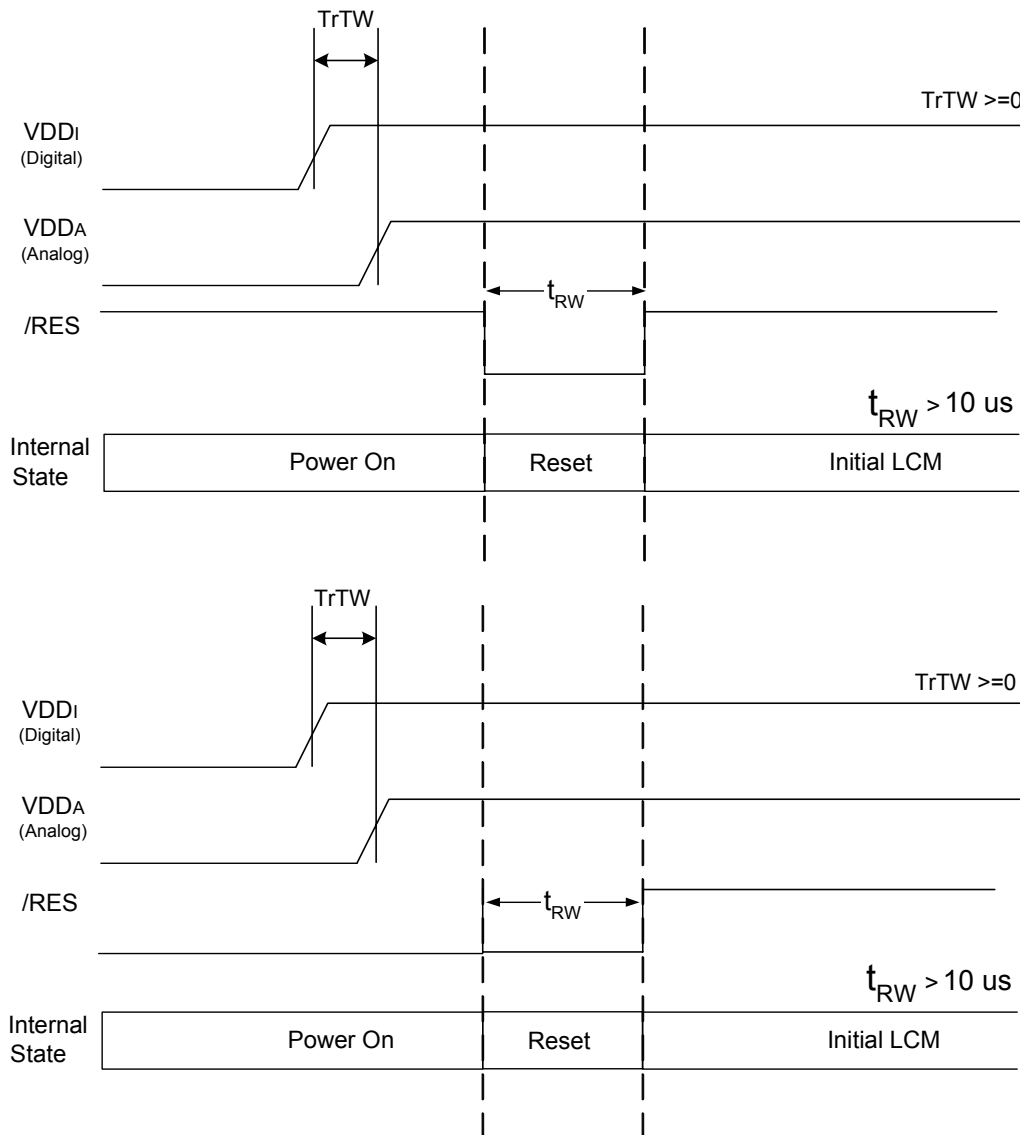 TrTW
TrTW >=0
VDDI
(Digital)
VDDA
(Analog)
tRW
/RES
tRW > 10 us
Internal
State
Power On
Reset
Initial LCM
TrTW
TrTW >=0
VDDI
(Digital)
VDDA
(Analog)
/RES
tRW
tRW > 10 us
Internal
State
Power On
Reset
Initial LCM